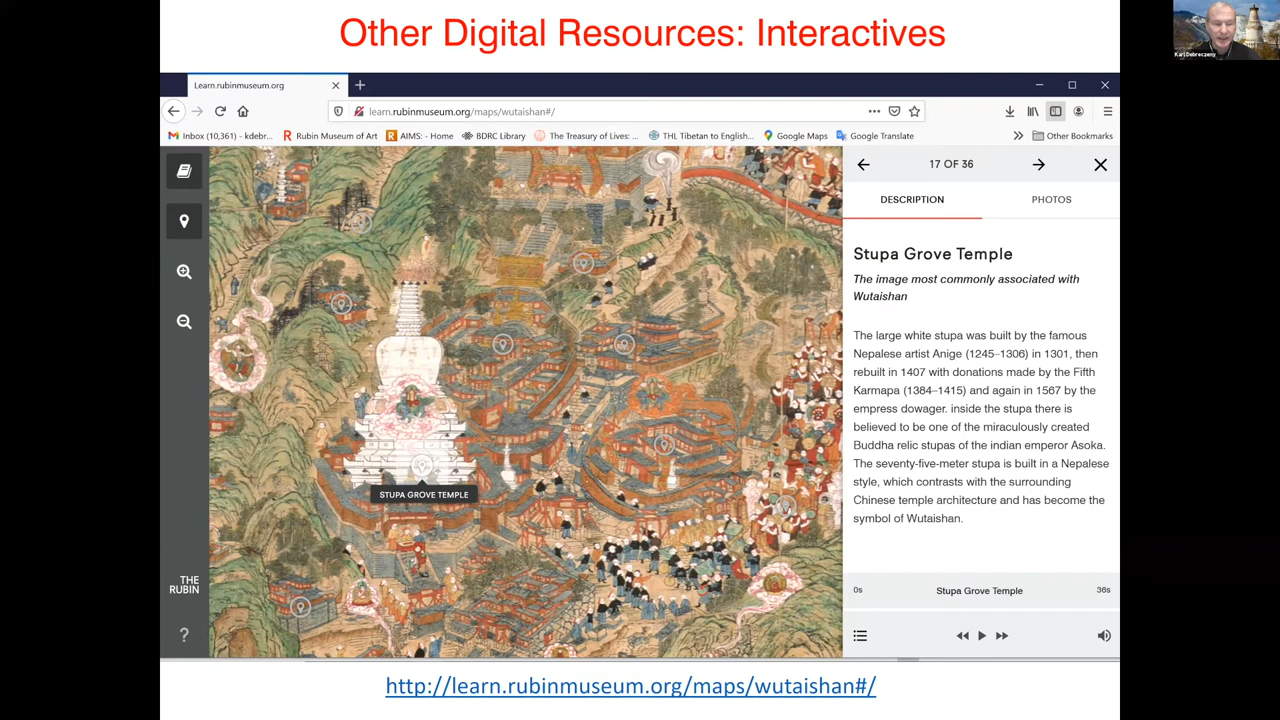 Other Digital Resources: Interactives
Karl Debreczeny
Learn.rubinmuseum.org
learn.rubinmuseum.org/maps/wutaishan#/
Inbox (10,361) - kdebr...
Rubin Museum of Art
AIMS: - Home
BDRC Library
The Treasury of Lives: ...
THL Tibetan to English...
Google Maps
Google Translate
Other Bookmarks
17 OF 36
DESCRIPTION
PHOTOS
Stupa Grove Temple
The image most commonly associated with
Wutaishan
The large white stupa was built by the famous
Nepalese artist Anige (1245–1306) in 1301, then
rebuilt in 1407 with donations made by the Fifth
Karmapa (1384–1415) and again in 1567 by the
empress dowager. inside the stupa there is
believed to be one of the miraculously created
Buddha relic stupas of the indian emperor Asoka.
The seventy-five-meter stupa is built in a Nepalese
style, which contrasts with the surrounding
Chinese temple architecture and has become the
symbol of Wutaishan.
STUPA GROVE TEMPLE
THE
RUBIN
?
0s
Stupa Grove Temple
36s
http://learn.rubinmuseum.org/maps/wutaishan#/